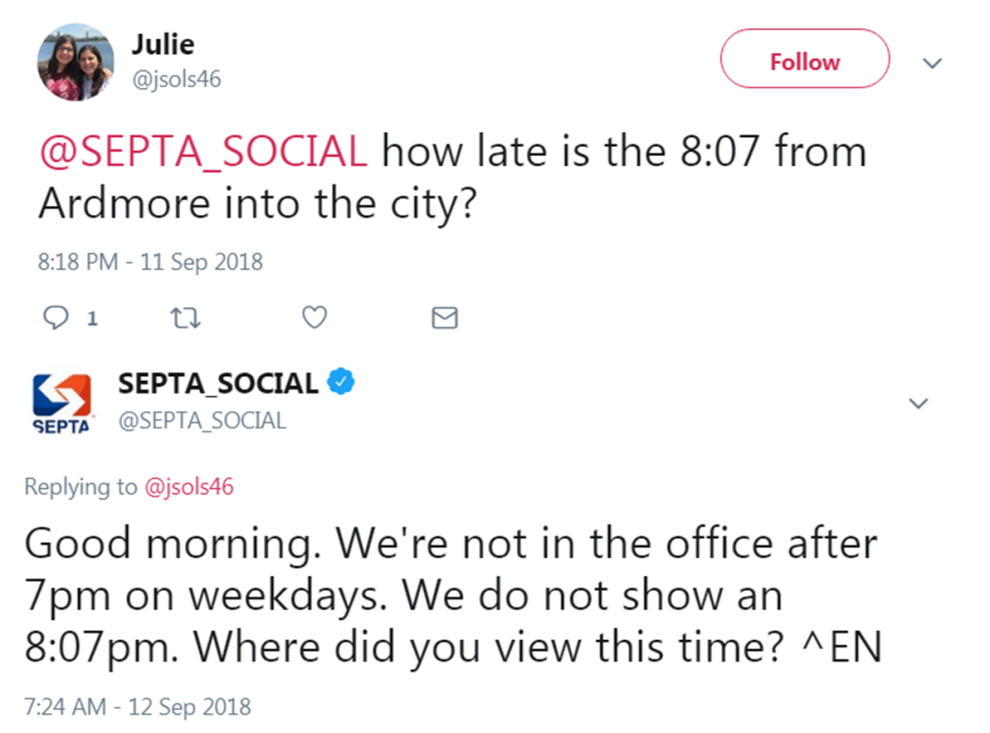 Julie
@jsols46
Follow
@SEPTA_SOCIAL how late is the 8:07 from
Ardmore into the city?
8:18 PM - 11 Sep 2018
1
SEPTA
SEPTA_SOCIAL
@SEPTA_SOCIAL
Replying to @jsols46
Good morning. We're not in the office after
7pm on weekdays. We do not show an
8:07pm. Where did you view this time? ^EN
7:24 AM - 12 Sep 2018